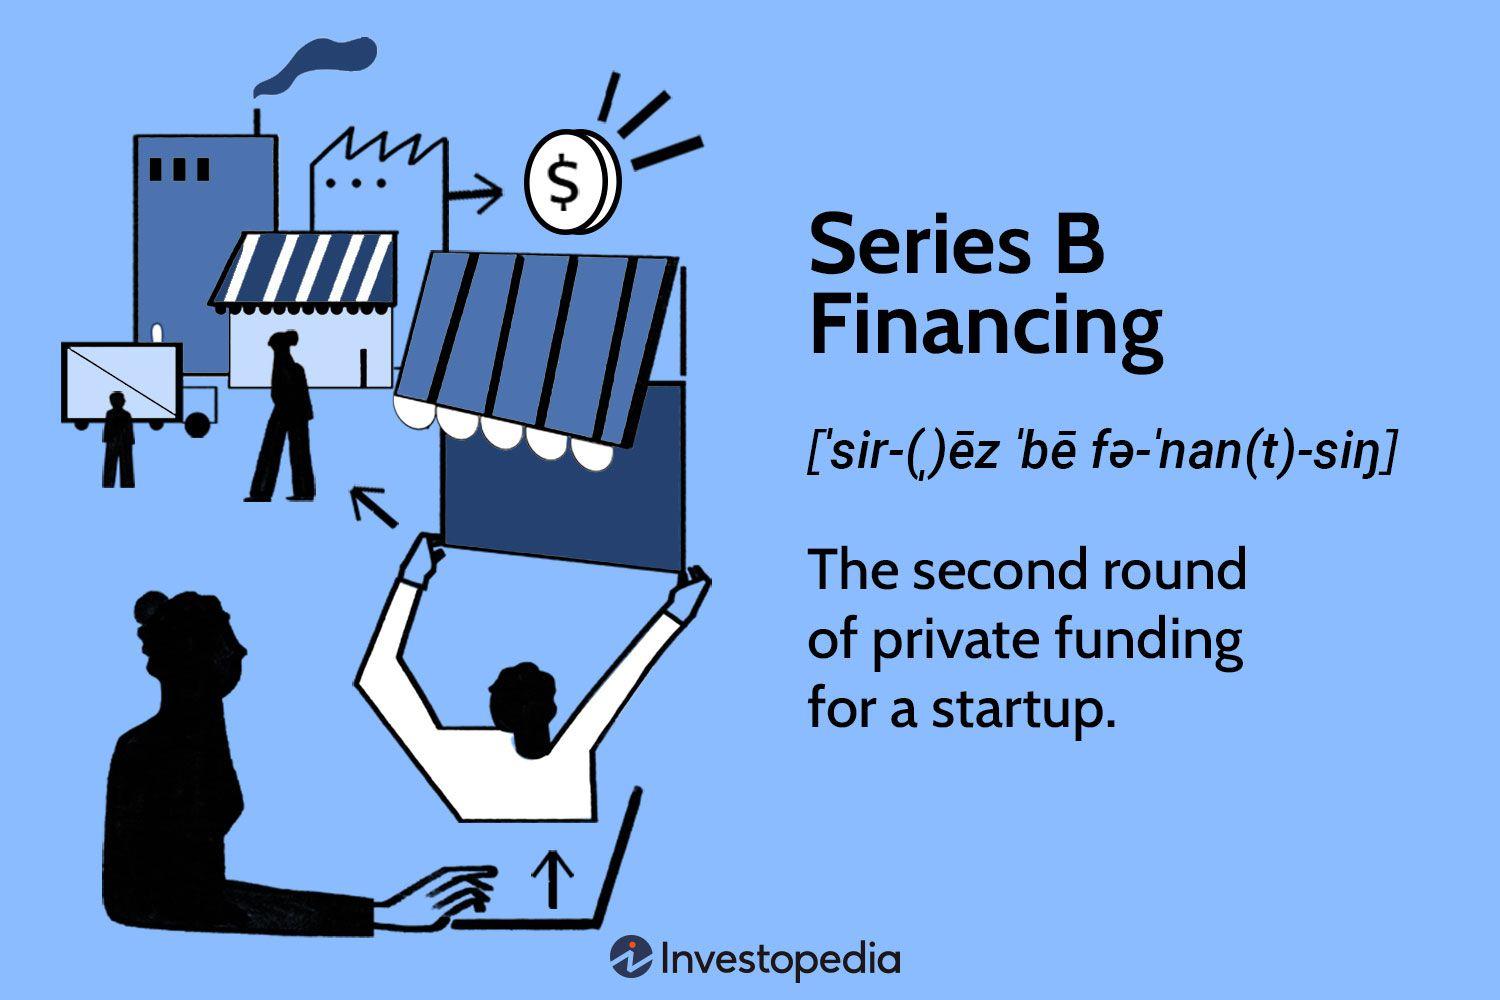 $
Series B
Financing
[ˈsir-(ˌ)ēz ˈbē fə-ˈnan(t)-siŋ]
The second round
of private funding
for a startup.
Investopedia